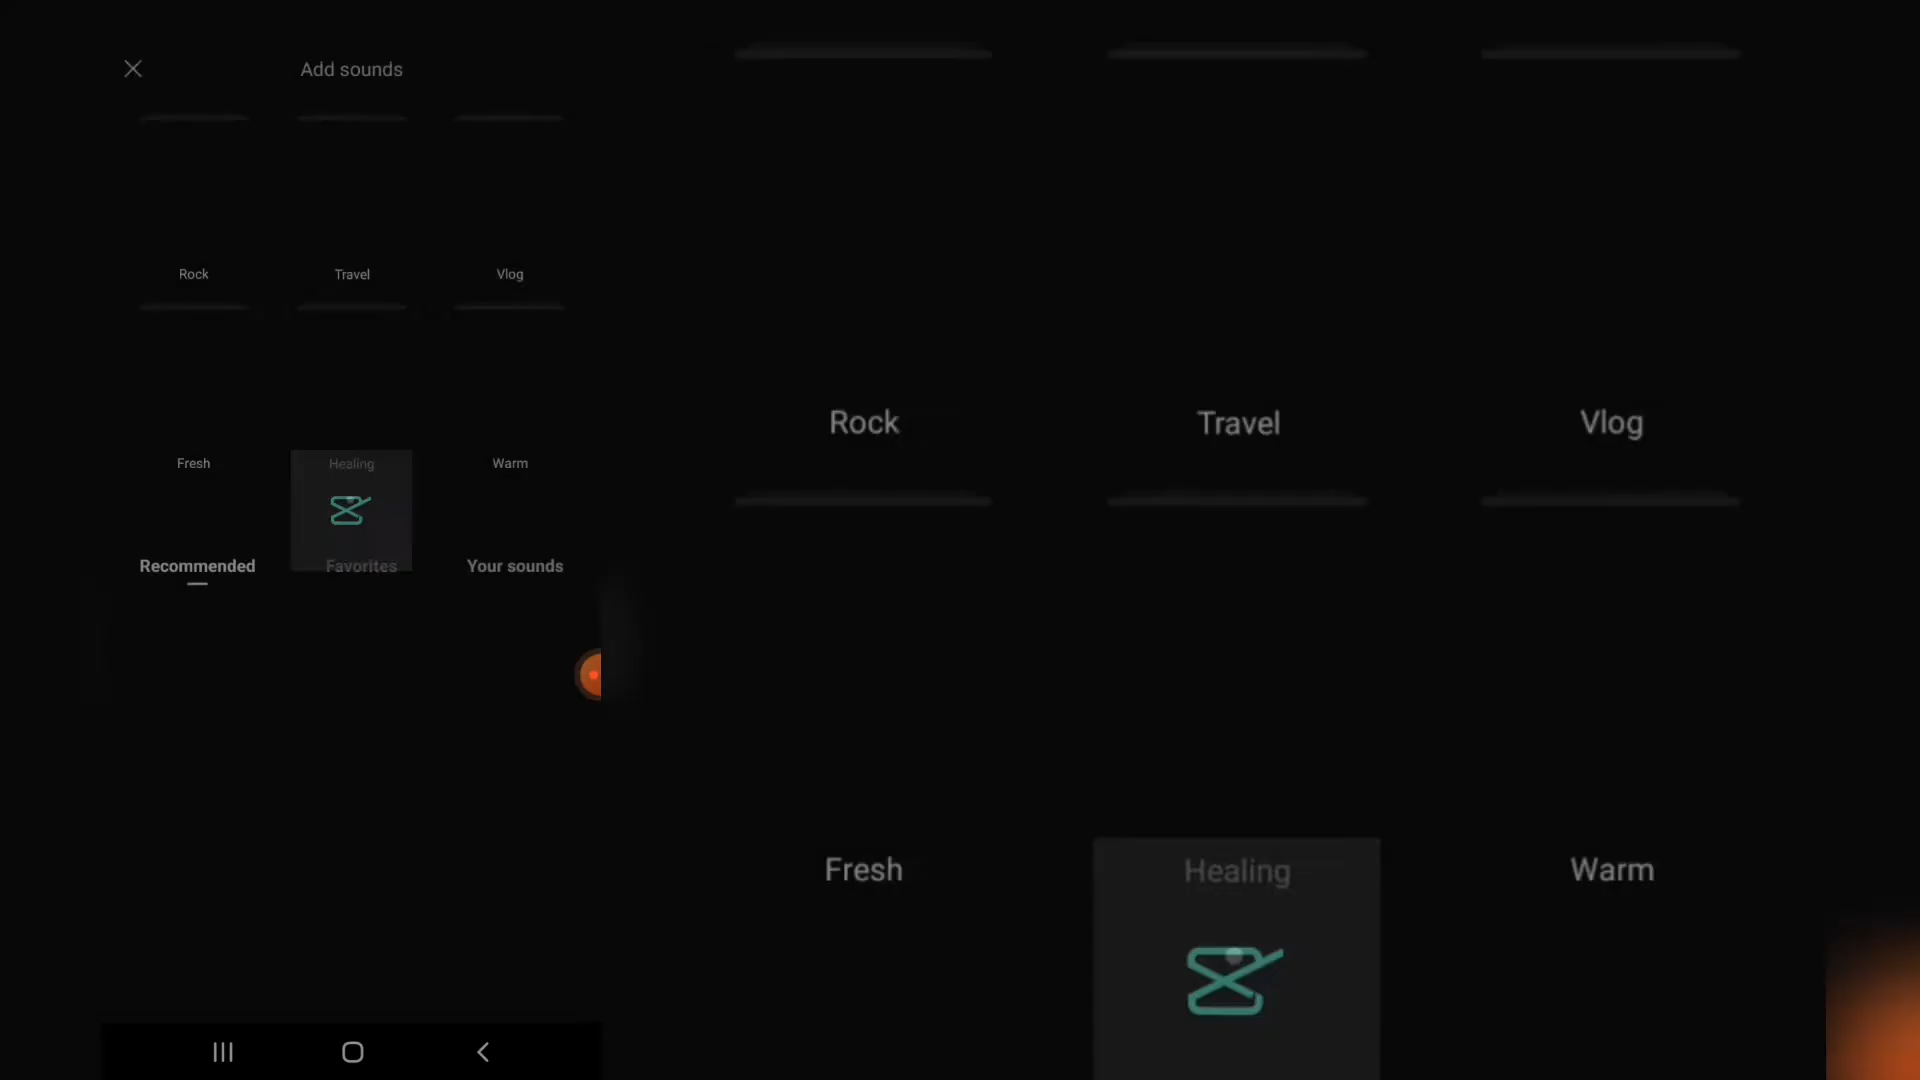 Add sounds
Rock Travel Vlog
Fresh Healing Warm
Recommended Favorites Your sounds
Rock Travel Vlog
Fresh Healing Warm